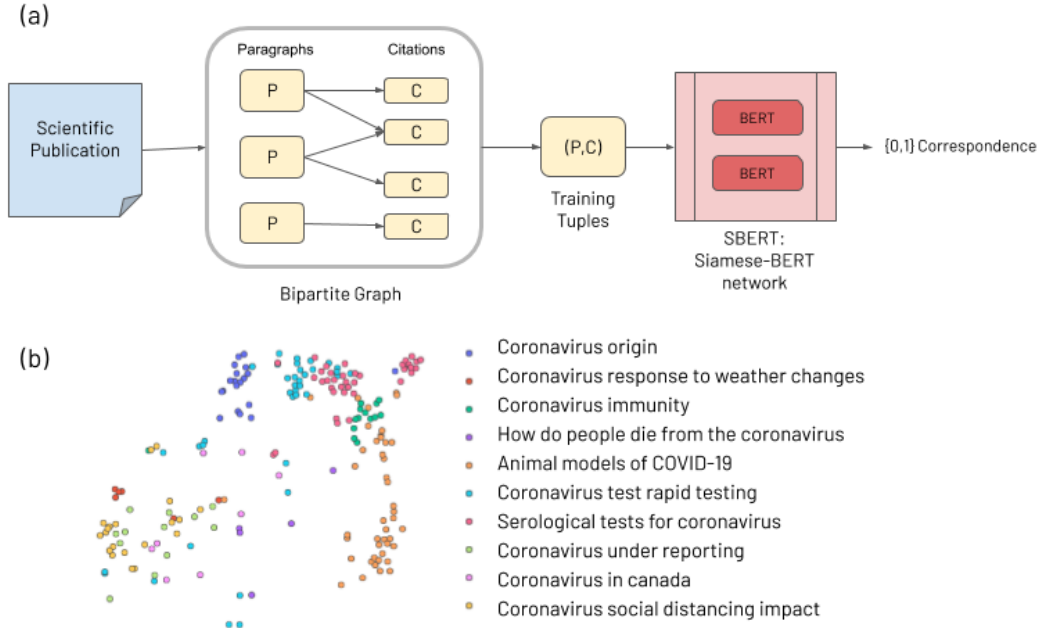 (a)
Paragraphs
Citations
P
C
P
C
P
C
C
Scientific
Publication
Bipartite Graph
(P,C)
Training
Tuples
BERT
BERT
SBERT:
Siamese-BERT
network
{0,1} Correspondence
(b)
Coronavirus origin
Coronavirus response to weather changes
Coronavirus immunity
How do people die from the coronavirus
Animal models of COVID-19
Coronavirus test rapid testing
Serological tests for coronavirus
Coronavirus under reporting
Coronavirus in canada
Coronavirus social distancing impact